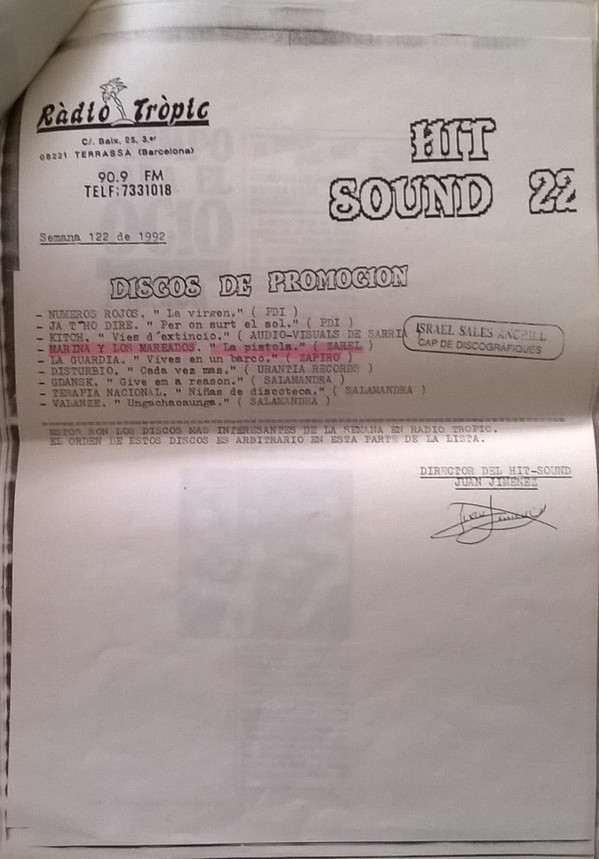 Ràdio Tròpic
C/. Baix, 25, 3.er
08221 TERRASSA (Barcelona)
90.9 FM
TELF:7331018
HIT
SOUND 22
Semana 122 de 1992
DISCOS DE PROMOCION
- NUMEROS ROJOS. " La virgen." ( PDI )
- JA T´HO DIRE. " Per on surt el sol." ( PDI )
- KITCH. " Vies d´extincio." ( AUDIO-VISUALS DE SARRIA
- MARINA Y LOS MAREADOS. " La pistola." ( ZAREL )
- LA GUARDIA. " Vives en un barco." ( ZAFIRO )
- DISTURBIO. " Cada vez mas." ( URANTIA RECORDS )
- GDANSK. " Give em a reason." ( SALAMANDRA )
- TERAPIA NACIONAL. " Niñas de discoteca." ( SALAMANDRA )
- VALANZE. " Ungachaoaunga." ( SALAMANDRA )
ISRAEL SALES
CAP DE DISCOGRAFIQUES
ESTOS SON LOS DISCOS MAS INTERESANTES DE LA SEMANA EN RADIO TROPIC.
EL ORDEN DE ESTOS DISCOS ES ARBITRARIO EN ESTA PARTE DE LA LISTA.
DIRECTOR DEL HIT-SOUND
JUAN JIMENEZ